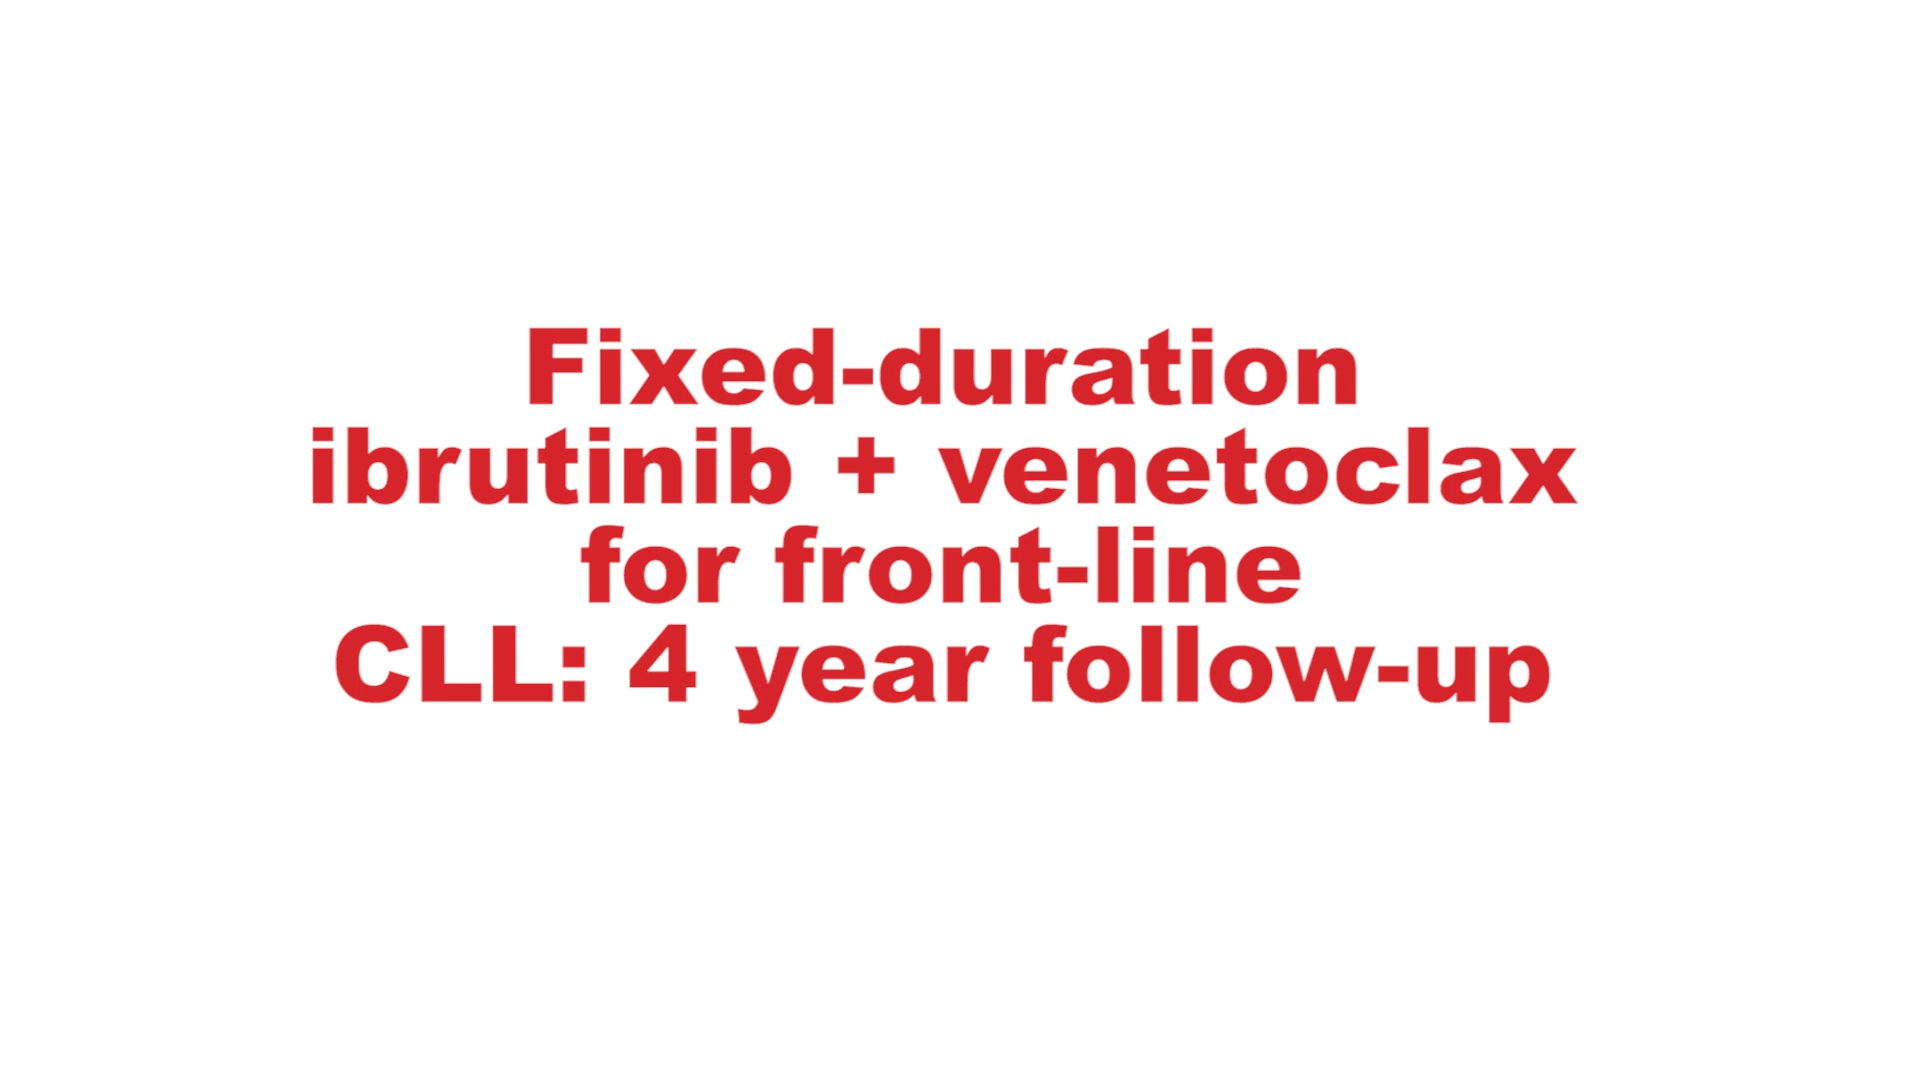 Fixed-duration
ibrutinib + venetoclax
for front-line
CLL: 4 year follow-up